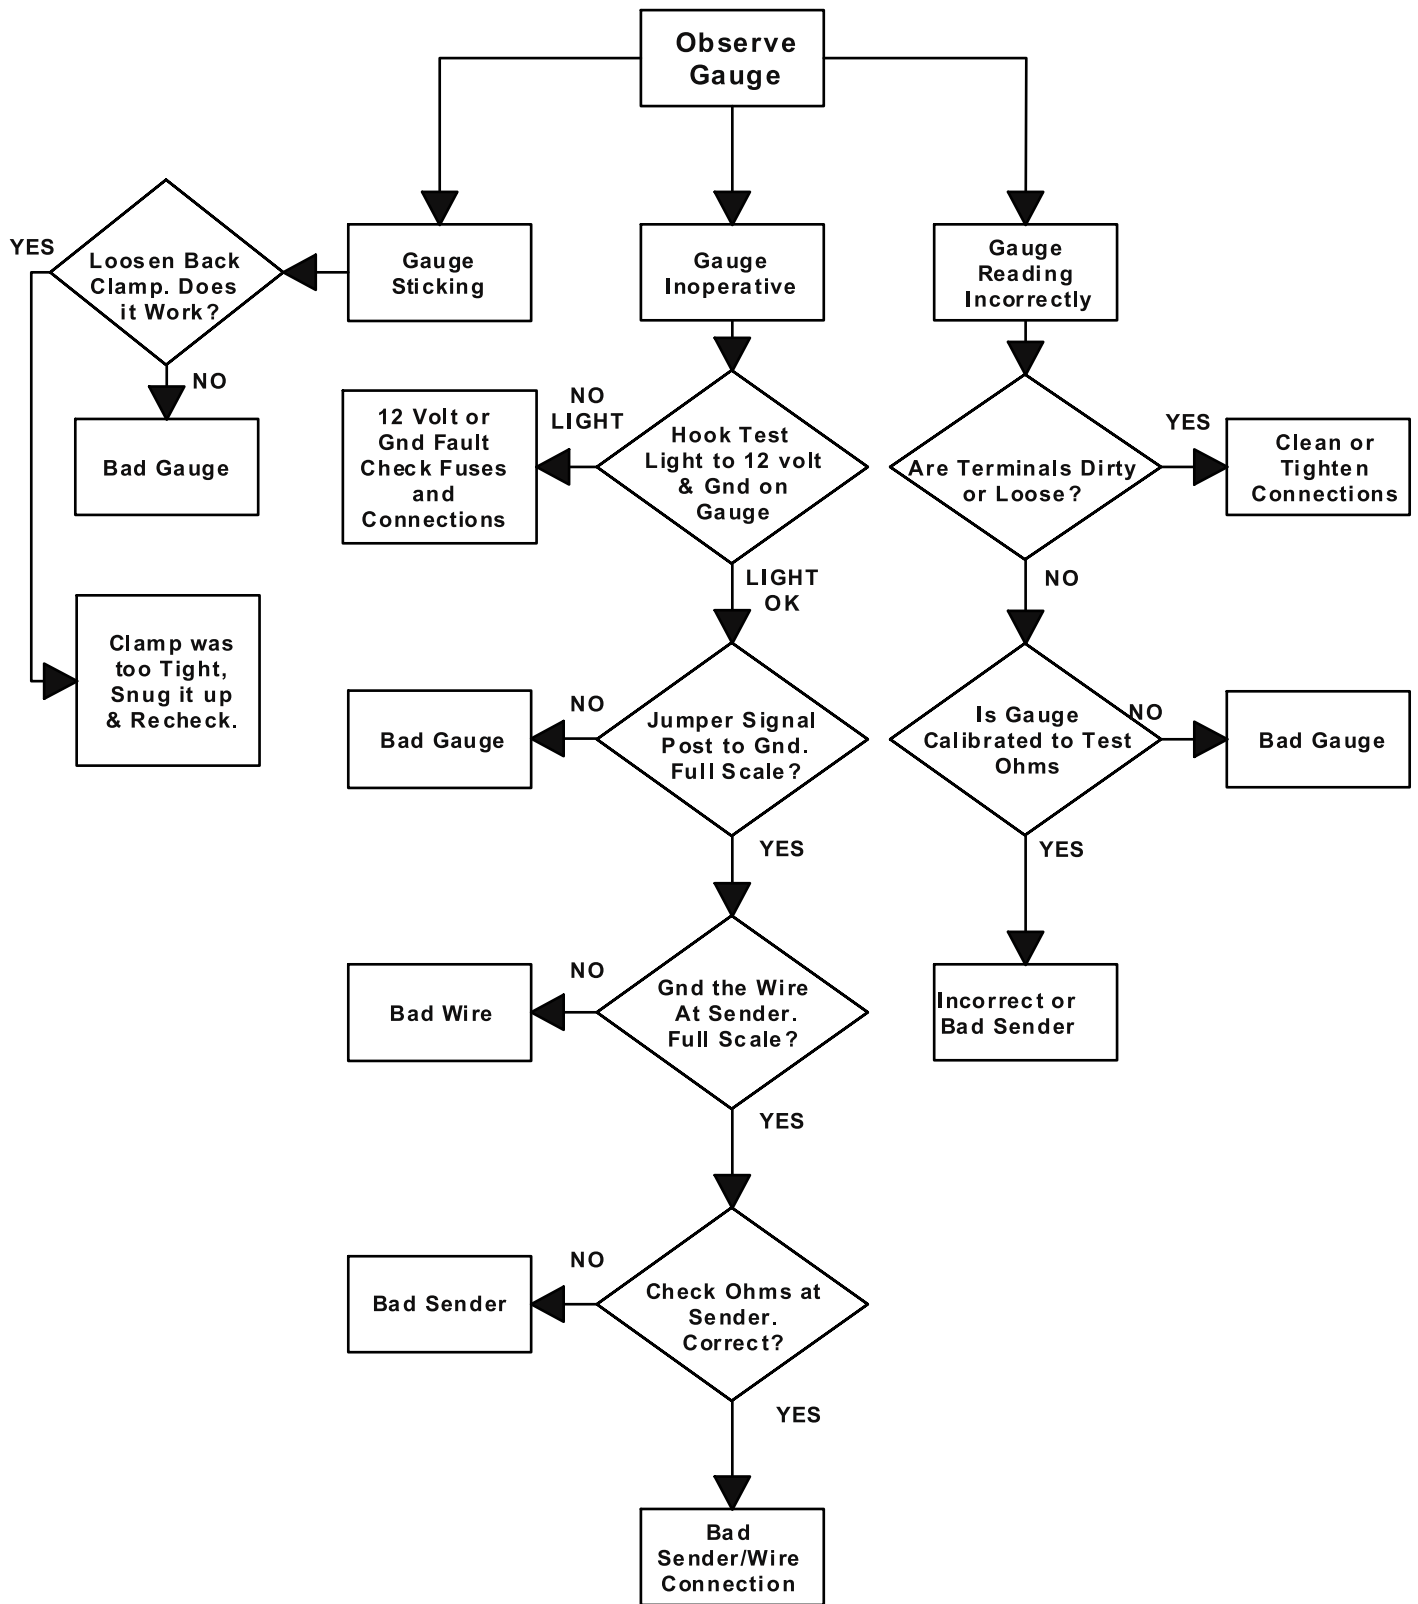 Observe
Gauge
YES
Loosen Back
Clamp. Does
it Work?
Gauge
Sticking
Gauge
Inoperative
Gauge
Reading
Incorrectly
NO
Bad Gauge
12 Volt or
Gnd Fault
Check Fuses
and
Connections
NO
LIGHT
Hook Test
Light to 12 volt
& Gnd on
Gauge
Are Terminals Dirty
or Loose?
YES
Clean or
Tighten
Connections
LIGHT
OK
NO
Clamp was
too Tight,
Snug it up
& Recheck.
Bad Gauge
NO
Jumper Signal
Post to Gnd.
Full Scale?
Is Gauge
Calibrated to Test
Ohms
NO
Bad Gauge
YES
YES
Bad Wire
NO
Gnd the Wire
At Sender.
Full Scale?
Incorrect or
Bad Sender
YES
Bad Sender
NO
Check Ohms at
Sender.
Correct?
YES
Bad
Sender/Wire
Connection